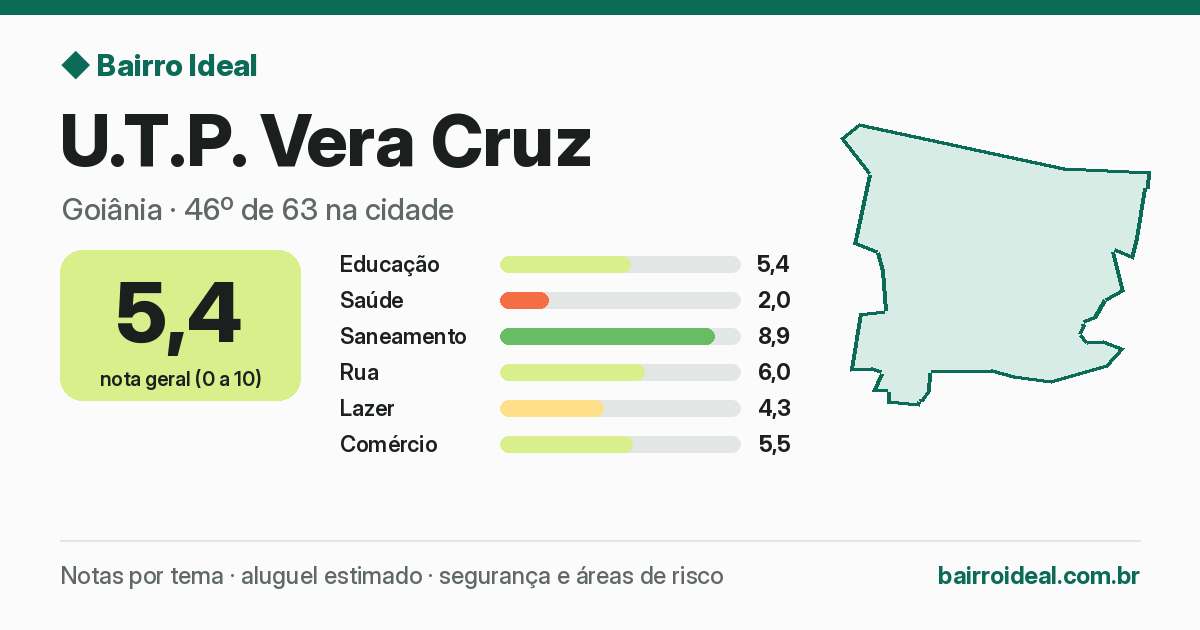 Bairro Ideal
U.T.P. Vera Cruz
Goiânia · 46º de 63 na cidade
5,4
nota geral (0 a 10)
Educação 5,4
Saúde 2,0
Saneamento 8,9
Rua 6,0
Lazer 4,3
Comércio 5,5
Notas por tema · aluguel estimado · segurança e áreas de risco
bairroideal.com.br